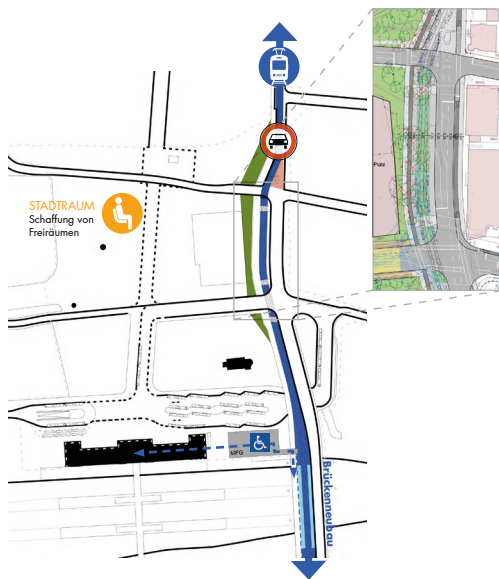 Platz
STADTRAUM
Schaffung von
Freiräumen
MFG
Brückenneubau